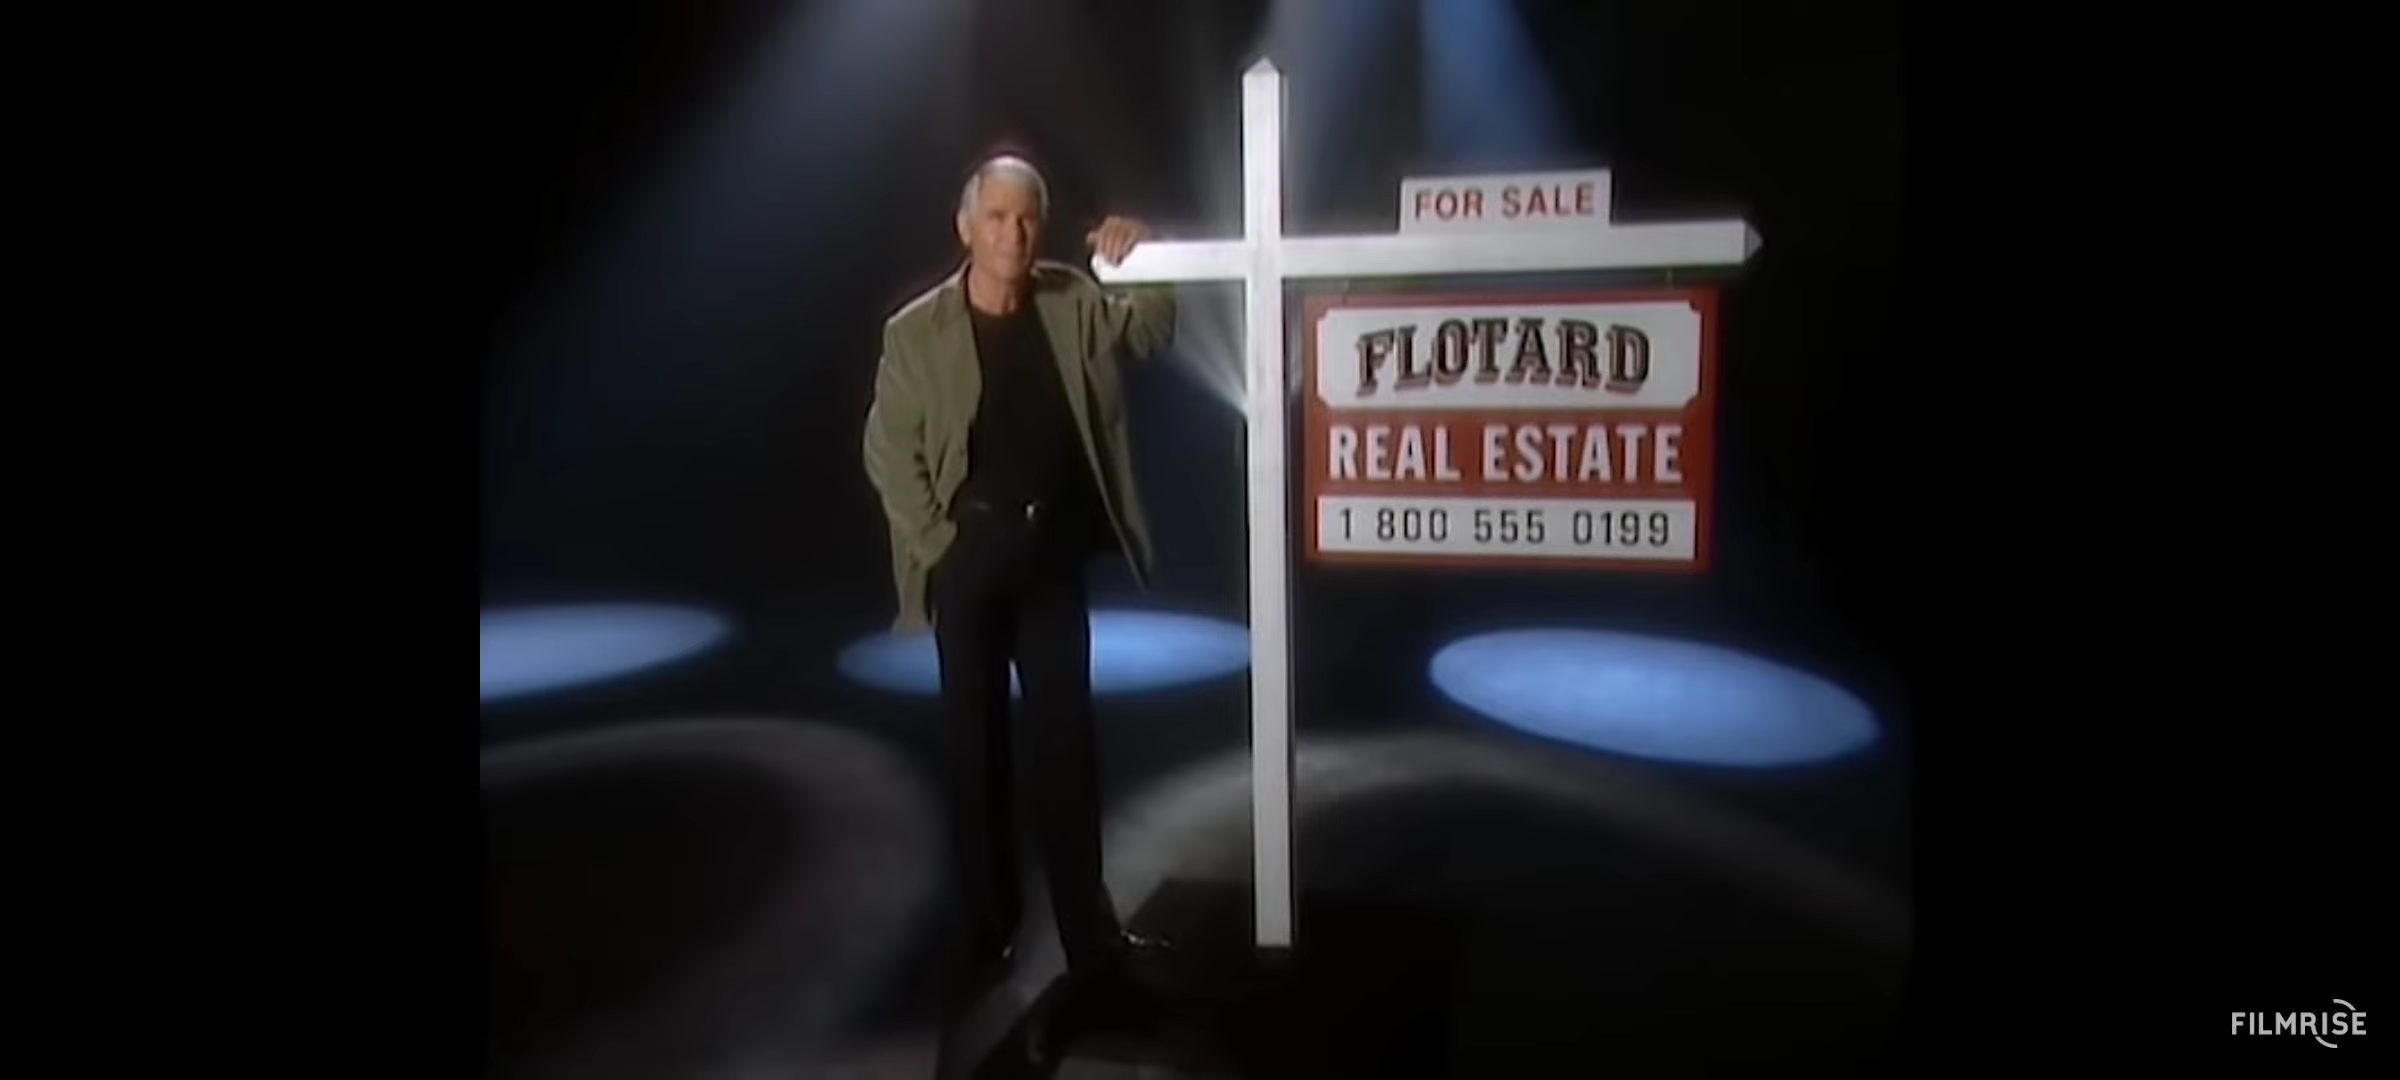 FOR SALE
FLOTARD
REAL ESTATE
1 800 555 0199
FILMRISE